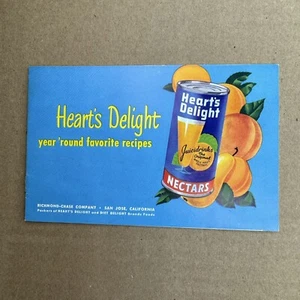 Heart's Delight
year 'round favorite recipes
Heart's
Delight
Juicedrinks
NECTARS
RICHMOND-CHASE COMPANY • SAN JOSE, CALIFORNIA
Packers of HEART'S DELIGHT and DIET DELIGHT Brands Foods